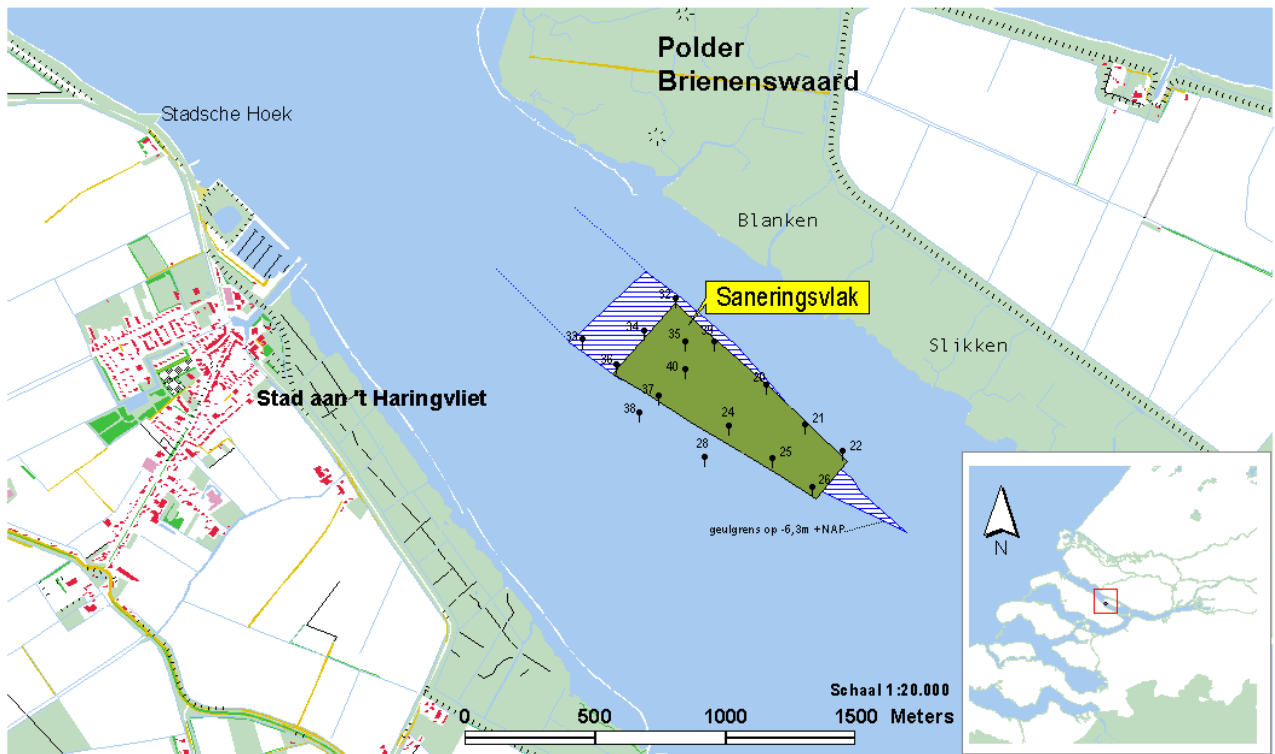 Polder
Brienenswaard
Stadsche Hoek
Blanken
Saneringsvlak
32
34
33
35
39
36
40
20
37
38
24
21
Slikken
Stad aan 't Haringvliet
28
25
22
26
geulgrens op -6,3m +NAP
N
Schaal 1:20.000
0 500 1000 1500 Meters